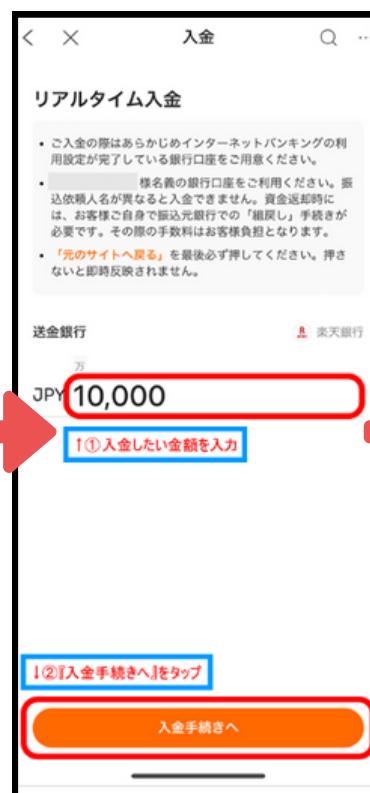 入金
リアルタイム入金
• ご入金の際はあらかじめインターネットバンキングの利
用設定が完了している銀行口座をご用意ください。
• 様名義の銀行口座をご利用ください。振
込依頼人名が異なると入金できません。資金返却時に
は、お客様ご自身で振込元銀行での「組戻し」手続きが
必要です。その際の手数料はお客様負担となります。
• 「元のサイトへ戻る」を最後必ず押してください。押さ
ないと即時反映されません。
送金銀行 R 楽天銀行
万
JPY 10,000
↑①入金したい金額を入力
↓②『入金手続きへ』をタップ
入金手続きへ